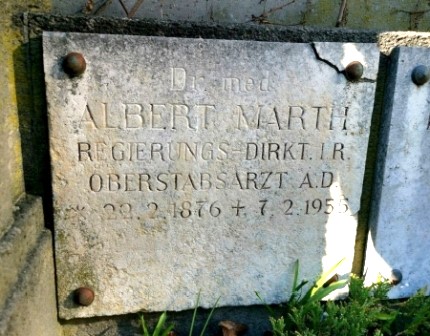 Dr. med.
ALBERT MARTH
REGIERUNGS-DIRKT. I.R.
OBERSTABSARZT A.D.
* 22.2.1876 + 7.2.1955